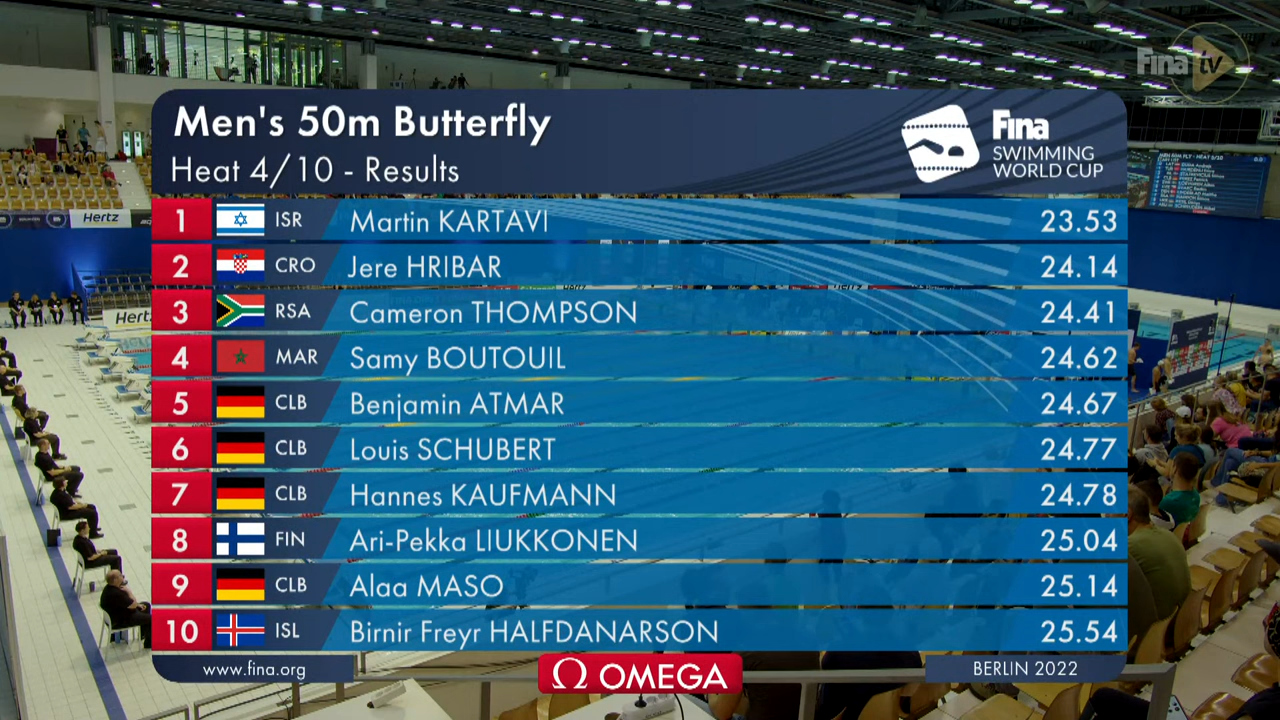 Fina tv
Men's 50m Butterfly
Heat 4/10 - Results
Fina
SWIMMING
WORLD CUP
1 ISR Martin KARTAVI 23.53
2 CRO Jere HRIBAR 24.14
3 RSA Cameron THOMPSON 24.41
4 MAR Samy BOUTOUIL 24.62
5 CLB Benjamin ATMAR 24.67
6 CLB Louis SCHUBERT 24.77
7 CLB Hannes KAUFMANN 24.78
8 FIN Ari-Pekka LIUKKONEN 25.04
9 CLB Alaa MASO 25.14
10 ISL Birnir Freyr HALFDANARSON 25.54
www.fina.org
OMEGA
BERLIN 2022
Hertz